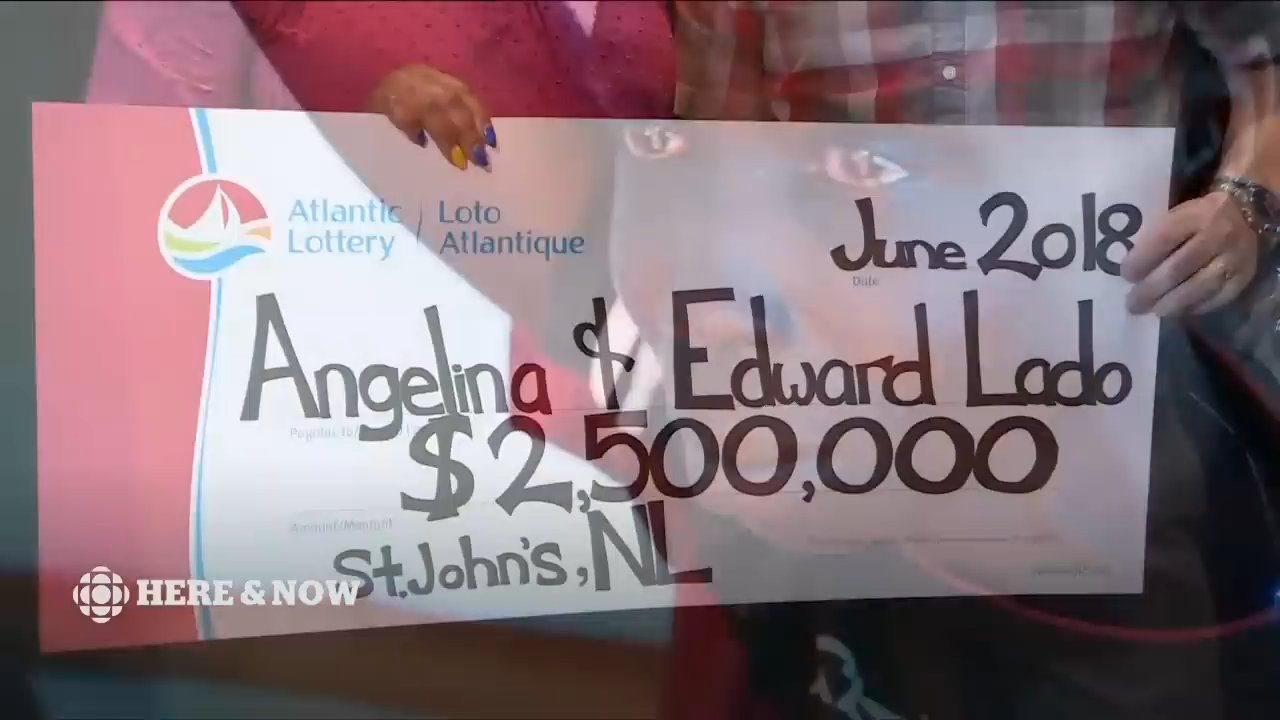 Atlantic Lottery
Loto Atlantique
June 2018
Date
Angelina & Edward Lado
$2,500,000
St. John's, NL
HERE & NOW